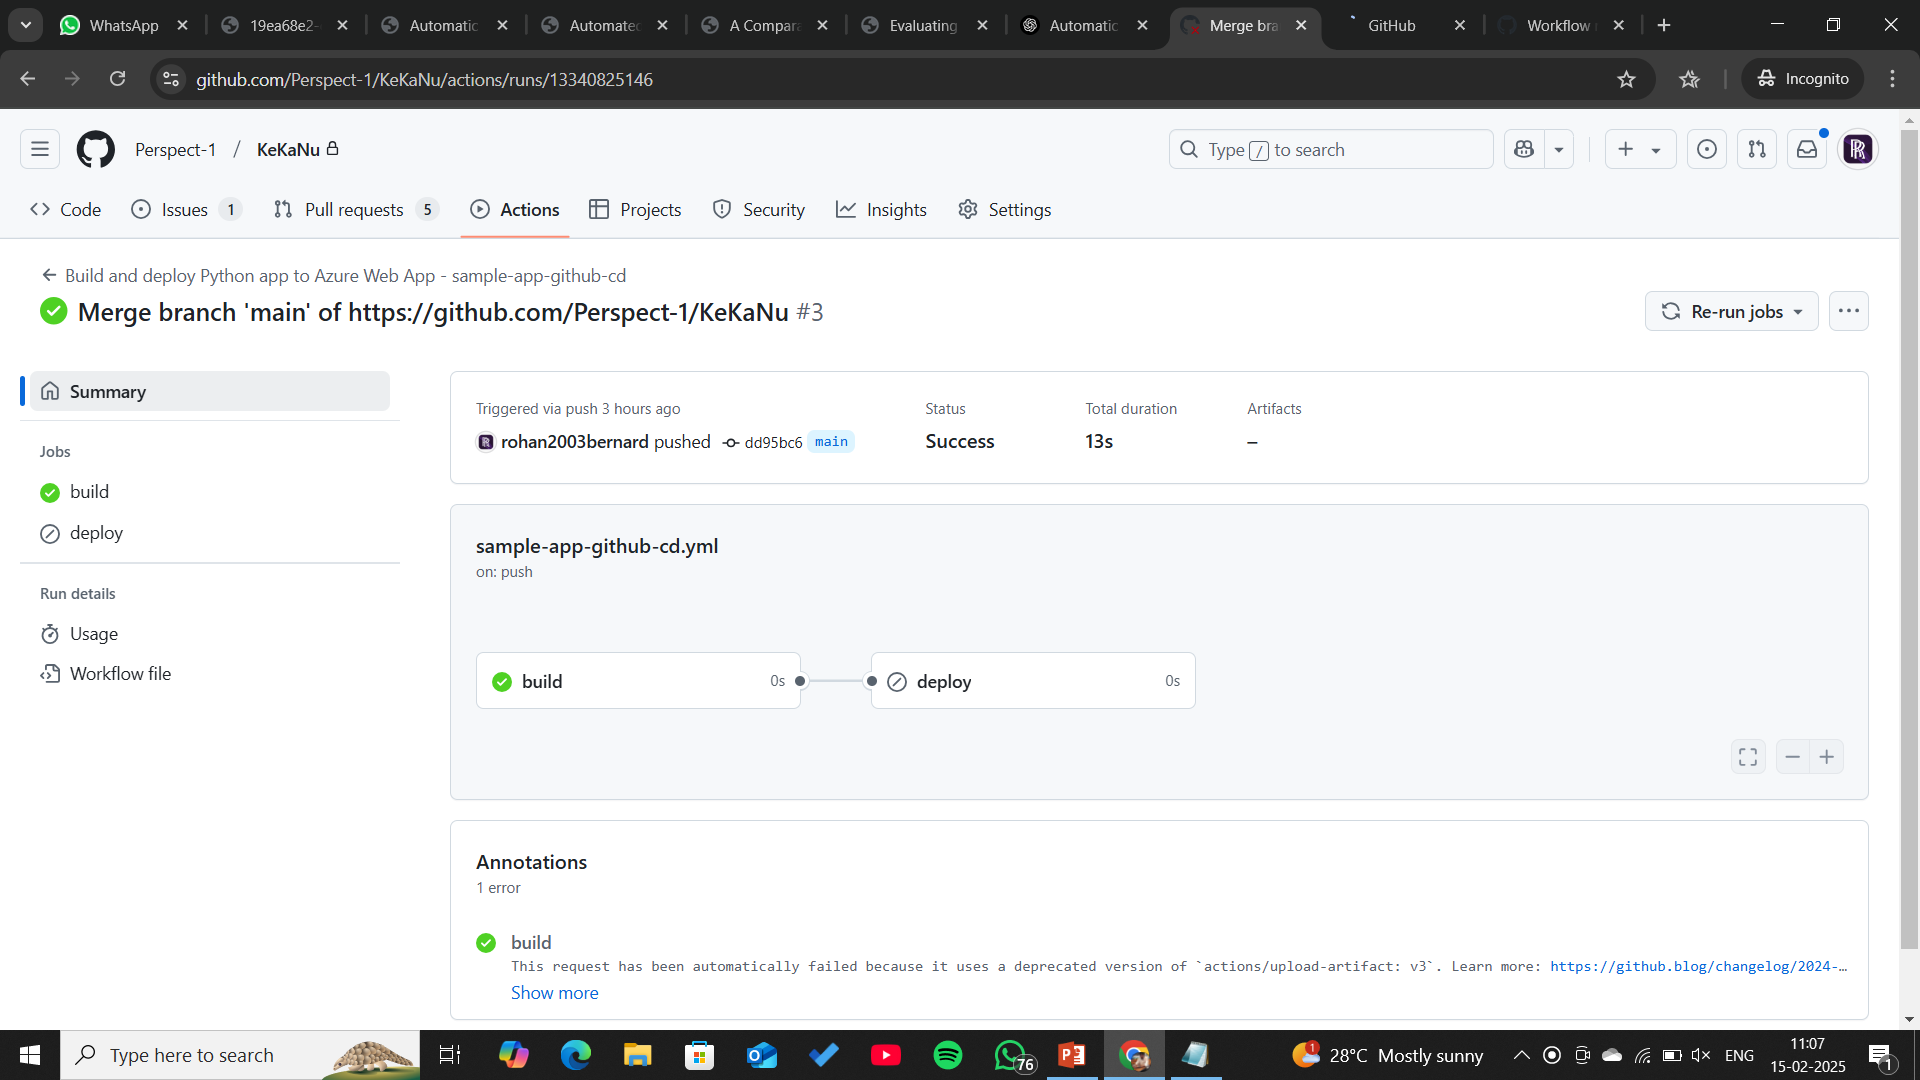 WhatsApp
19ea68e2-
Automatic
Automated
A Compara
Evaluating
Automatic
Merge bra
GitHub
Workflow
github.com/Perspect-1/KeKaNu/actions/runs/13340825146
Incognito
Perspect-1 / KeKaNu
Type / to search
Code
Issues 1
Pull requests 5
Actions
Projects
Security
Insights
Settings
Build and deploy Python app to Azure Web App - sample-app-github-cd
Merge branch 'main' of https://github.com/Perspect-1/KeKaNu #3
Re-run jobs
Summary
Jobs
build
deploy
Run details
Usage
Workflow file
Triggered via push 3 hours ago
rohan2003bernard pushed dd95bc6 main
Status
Success
Total duration
13s
Artifacts
–
sample-app-github-cd.yml
on: push
build 0s
deploy 0s
Annotations
1 error
build
This request has been automatically failed because it uses a deprecated version of `actions/upload-artifact: v3`. Learn more: https://github.blog/changelog/2024-…
Show more
Type here to search
76
1
28°C Mostly sunny
ENG
11:07
15-02-2025
1